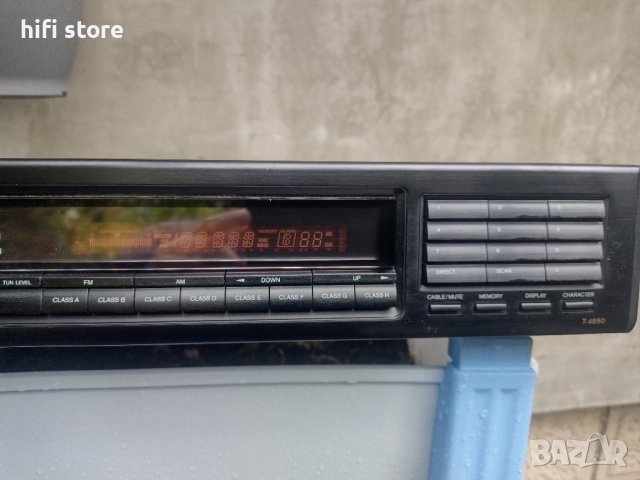 hifi store
TUN LEVEL FM AM DOWN UP
CLASS A CLASS B CLASS C CLASS D CLASS E CLASS F CLASS G CLASS H
DIRECT SCAN
CABLE/MUTE MEMORY DISPLAY CHARACTER
T-4650
BAZAR